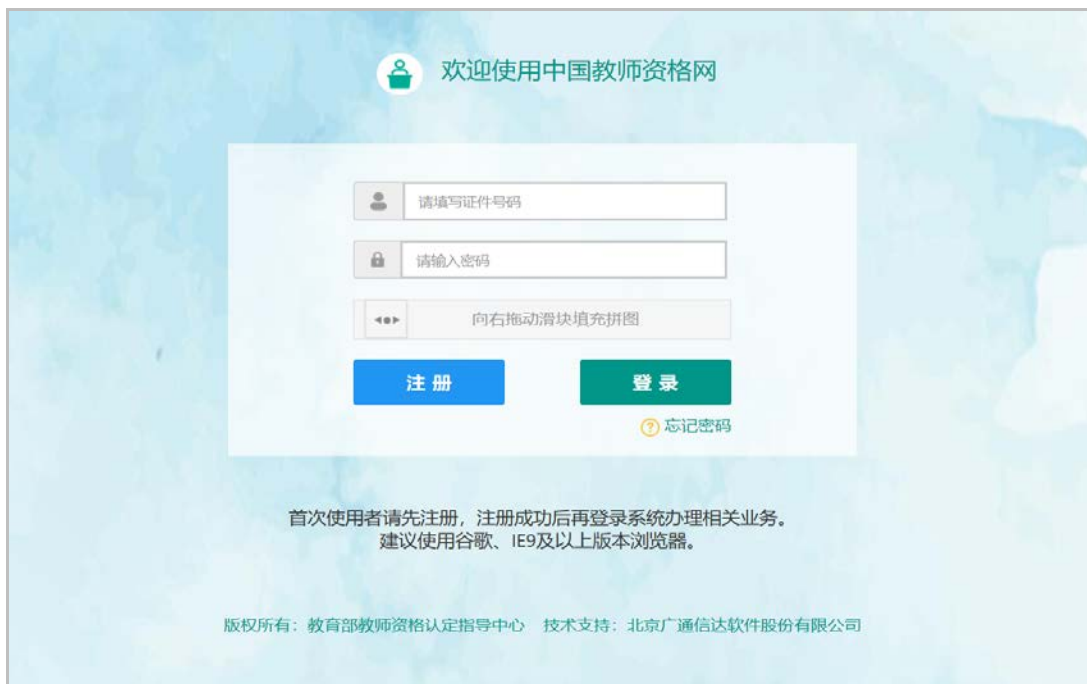 欢迎使用中国教师资格网
请填写证件号码
请输入密码
向右拖动滑块填充拼图
注册
登录
? 忘记密码
首次使用者请先注册，注册成功后再登录系统办理相关业务。
建议使用谷歌、IE9及以上版本浏览器。
版权所有：教育部教师资格认定指导中心 技术支持：北京广通信达软件股份有限公司